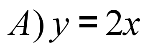 A) y = 2x